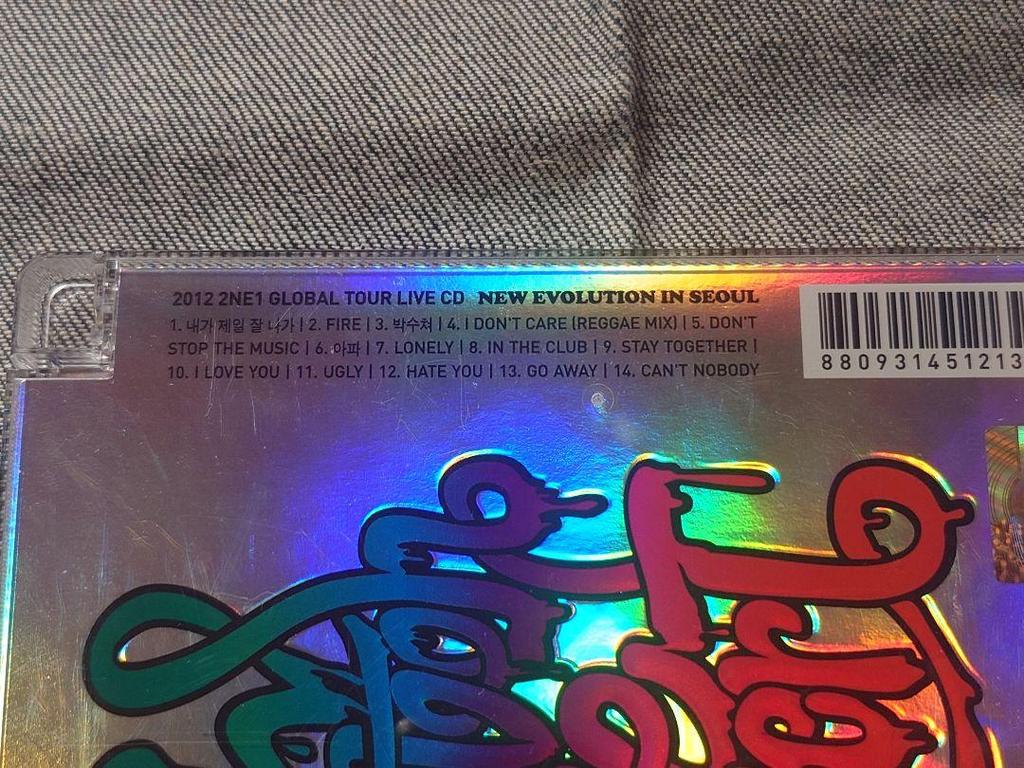 2012 2NE1 GLOBAL TOUR LIVE CD NEW EVOLUTION IN SEOUL
1. 내가 제일 잘 나가 | 2. FIRE | 3. 박수쳐 | 4. I DON'T CARE (REGGAE MIX) | 5. DON'T
STOP THE MUSIC | 6. 아파 | 7. LONELY | 8. IN THE CLUB | 9. STAY TOGETHER |
10. I LOVE YOU | 11. UGLY | 12. HATE YOU | 13. GO AWAY | 14. CAN'T NOBODY
880931451213